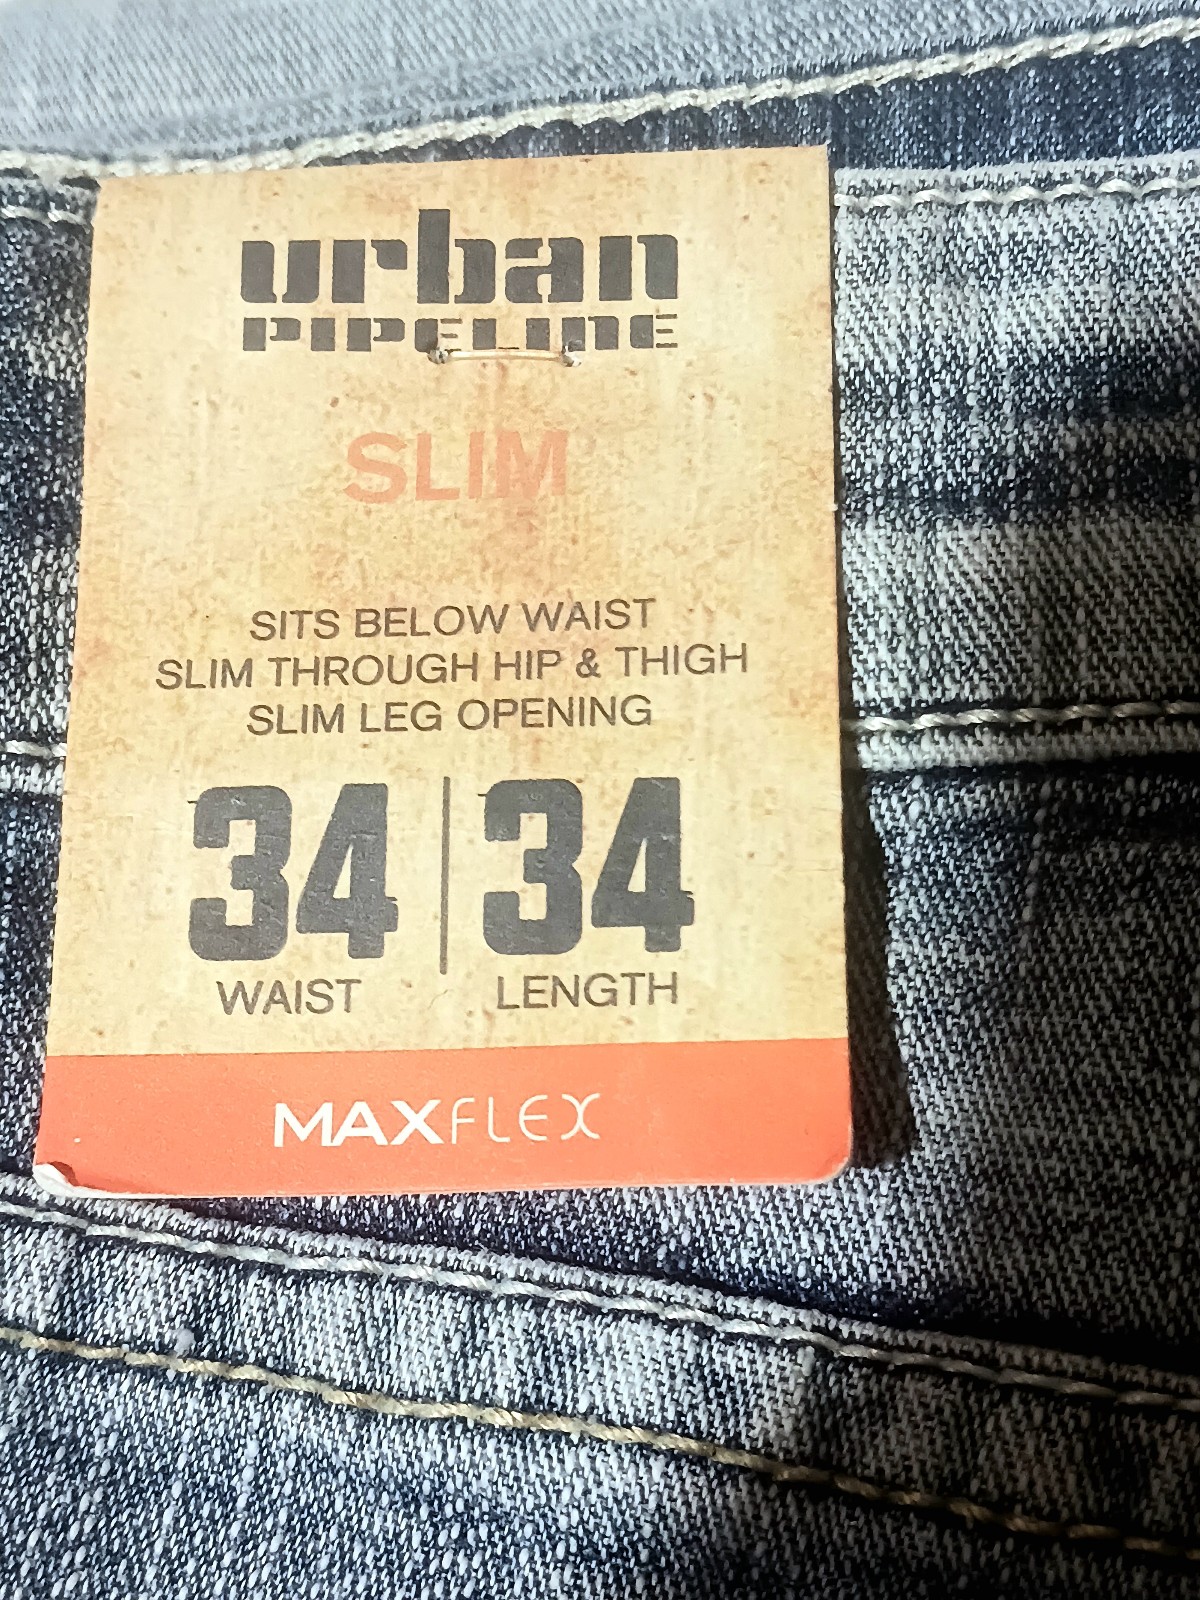 urban
PIPELINE
SLIM
SITS BELOW WAIST
SLIM THROUGH HIP & THIGH
SLIM LEG OPENING
34 | 34
WAIST LENGTH
MAXFLEX